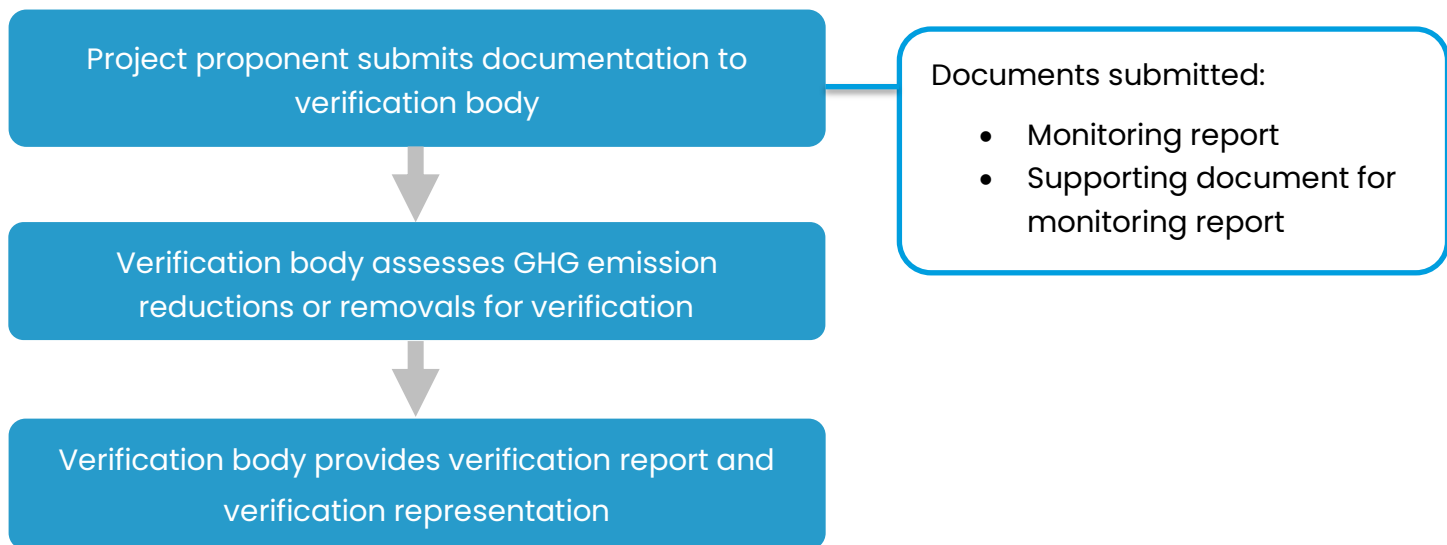 Project proponent submits documentation to
verification body
Documents submitted:
• Monitoring report
• Supporting document for
monitoring report
Verification body assesses GHG emission
reductions or removals for verification
Verification body provides verification report and
verification representation